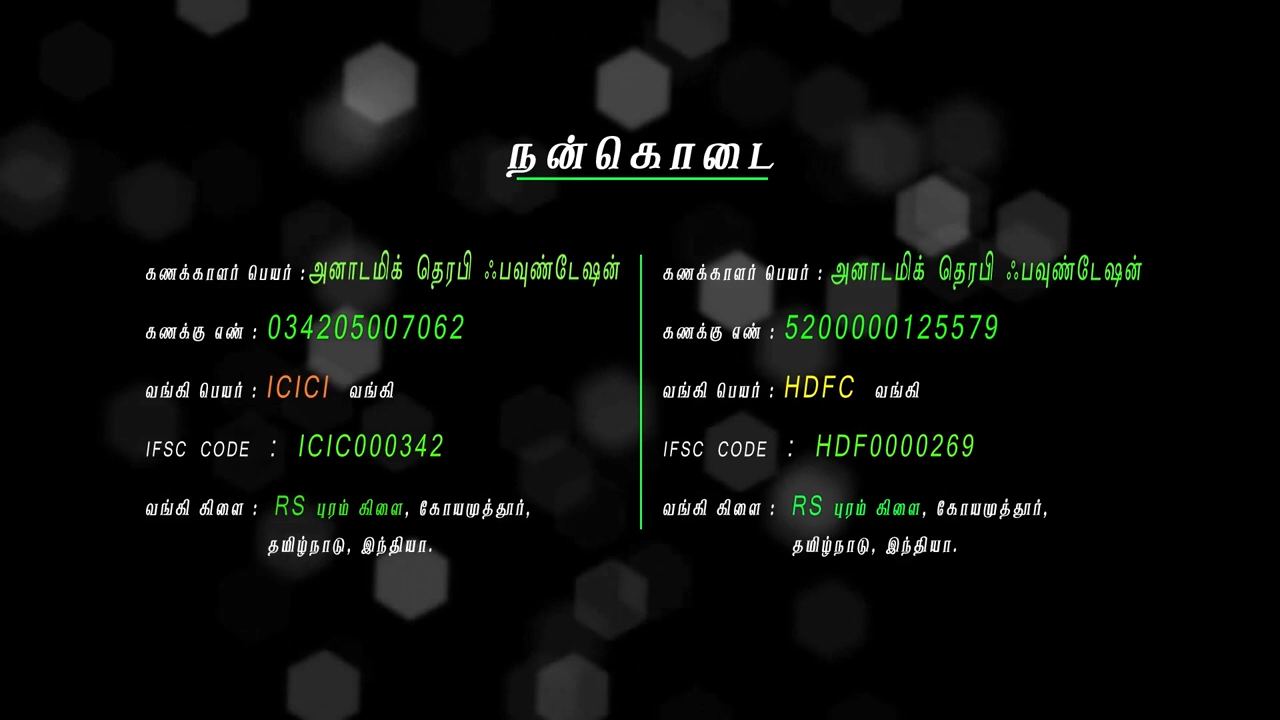 நன்கொடை
கணக்காளர் பெயர் : அனாடமிக் தெரபி ஃபவுண்டேஷன்
கணக்கு எண் : 034205007062
வங்கி பெயர் : ICICI வங்கி
IFSC CODE : ICIC000342
வங்கி கிளை : RS புரம் கிளை, கோயமுத்தூர்,
தமிழ்நாடு, இந்தியா.
கணக்காளர் பெயர் : அனாடமிக் தெரபி ஃபவுண்டேஷன்
கணக்கு எண் : 5200000125579
வங்கி பெயர் : HDFC வங்கி
IFSC CODE : HDF0000269
வங்கி கிளை : RS புரம் கிளை, கோயமுத்தூர்,
தமிழ்நாடு, இந்தியா.